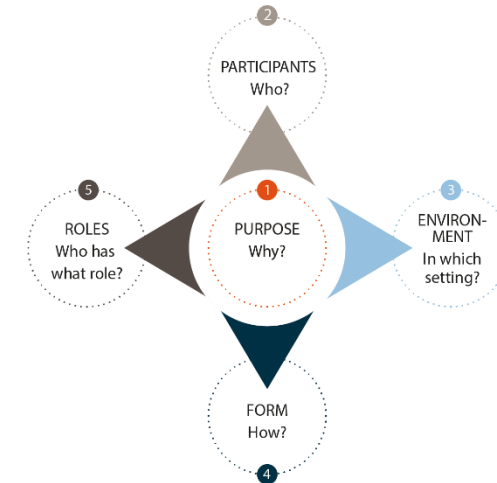 2
PARTICIPANTS
Who?
1
PURPOSE
Why?
3
ENVIRON-
MENT
In which
setting?
4
FORM
How?
5
ROLES
Who has
what role?